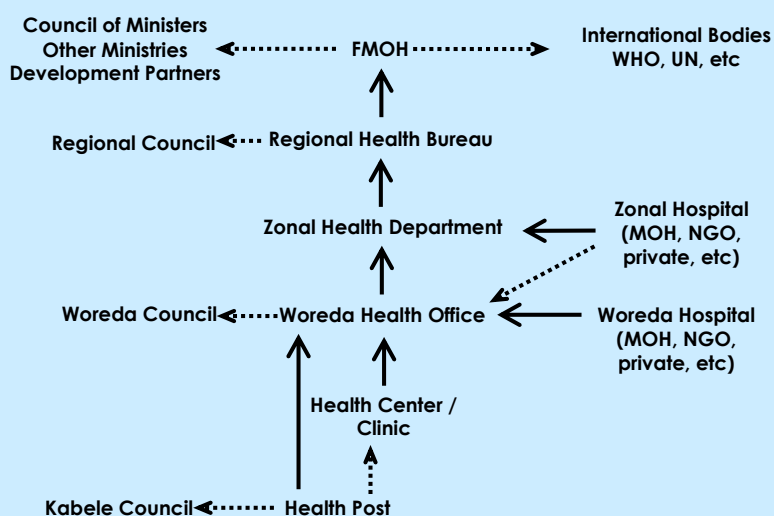 Council of Ministers
Other Ministries
Development Partners
FMOH
International Bodies
WHO, UN, etc
Regional Council
Regional Health Bureau
Zonal Health Department
Zonal Hospital
(MOH, NGO,
private, etc)
Woreda Council
Woreda Health Office
Woreda Hospital
(MOH, NGO,
private, etc)
Health Center /
Clinic
Kabele Council
Health Post